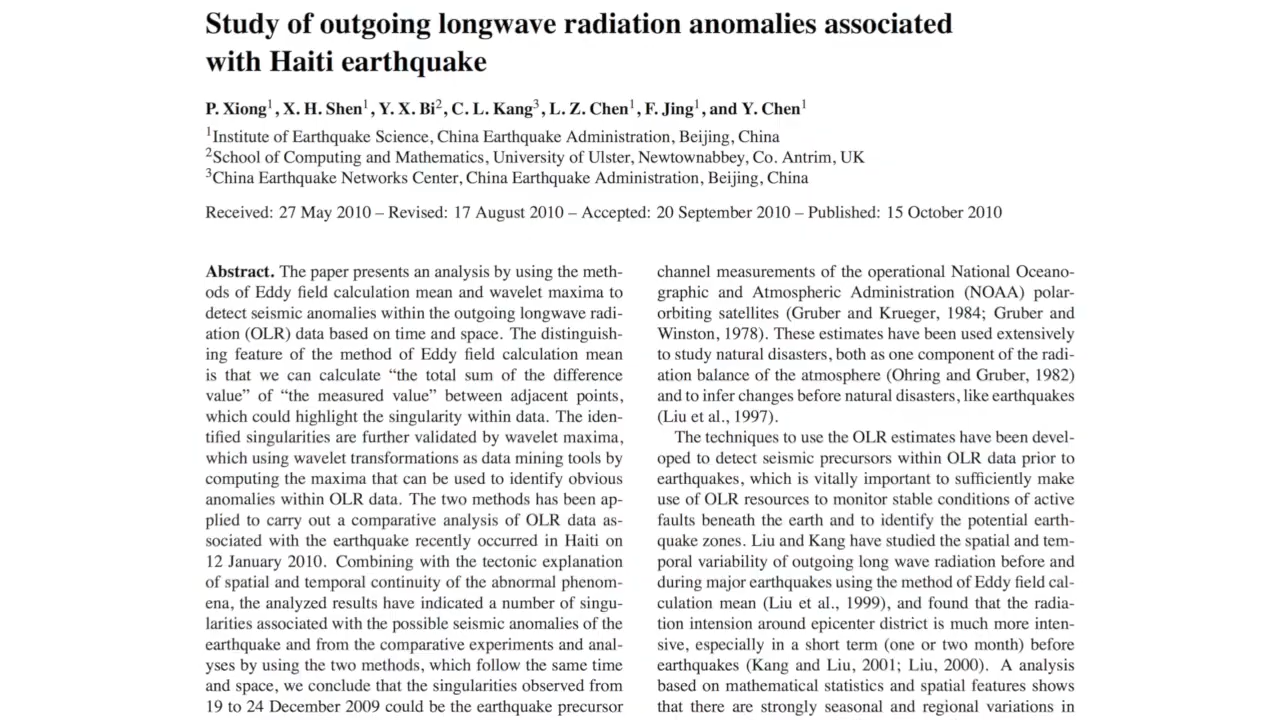 Study of outgoing longwave radiation anomalies associated
with Haiti earthquake
P. Xiong1, X. H. Shen1, Y. X. Bi2, C. L. Kang3, L. Z. Chen1, F. Jing1, and Y. Chen1
1Institute of Earthquake Science, China Earthquake Administration, Beijing, China
2School of Computing and Mathematics, University of Ulster, Newtownabbey, Co. Antrim, UK
3China Earthquake Networks Center, China Earthquake Administration, Beijing, China
Received: 27 May 2010 – Revised: 17 August 2010 – Accepted: 20 September 2010 – Published: 15 October 2010
Abstract. The paper presents an analysis by using the meth-
ods of Eddy field calculation mean and wavelet maxima to
detect seismic anomalies within the outgoing longwave radi-
ation (OLR) data based on time and space. The distinguish-
ing feature of the method of Eddy field calculation mean
is that we can calculate “the total sum of the difference
value” of “the measured value” between adjacent points,
which could highlight the singularity within data. The iden-
tified singularities are further validated by wavelet maxima,
which using wavelet transformations as data mining tools by
computing the maxima that can be used to identify obvious
anomalies within OLR data. The two methods has been ap-
plied to carry out a comparative analysis of OLR data as-
sociated with the earthquake recently occurred in Haiti on
12 January 2010. Combining with the tectonic explanation
of spatial and temporal continuity of the abnormal phenom-
ena, the analyzed results have indicated a number of singu-
larities associated with the possible seismic anomalies of the
earthquake and from the comparative experiments and anal-
yses by using the two methods, which follow the same time
and space, we conclude that the singularities observed from
19 to 24 December 2009 could be the earthquake precursor
channel measurements of the operational National Oceano-
graphic and Atmospheric Administration (NOAA) polar-
orbiting satellites (Gruber and Krueger, 1984; Gruber and
Winston, 1978). These estimates have been used extensively
to study natural disasters, both as one component of the radi-
ation balance of the atmosphere (Ohring and Gruber, 1982)
and to infer changes before natural disasters, like earthquakes
(Liu et al., 1997).
The techniques to use the OLR estimates have been devel-
oped to detect seismic precursors within OLR data prior to
earthquakes, which is vitally important to sufficiently make
use of OLR resources to monitor stable conditions of active
faults beneath the earth and to identify the potential earth-
quake zones. Liu and Kang have studied the spatial and tem-
poral variability of outgoing long wave radiation before and
during major earthquakes using the method of Eddy field cal-
culation mean (Liu et al., 1999), and found that the radia-
tion intension around epicenter district is much more inten-
sive, especially in a short term (one or two month) before
earthquakes (Kang and Liu, 2001; Liu, 2000). A analysis
based on mathematical statistics and spatial features shows
that there are strongly seasonal and regional variations in